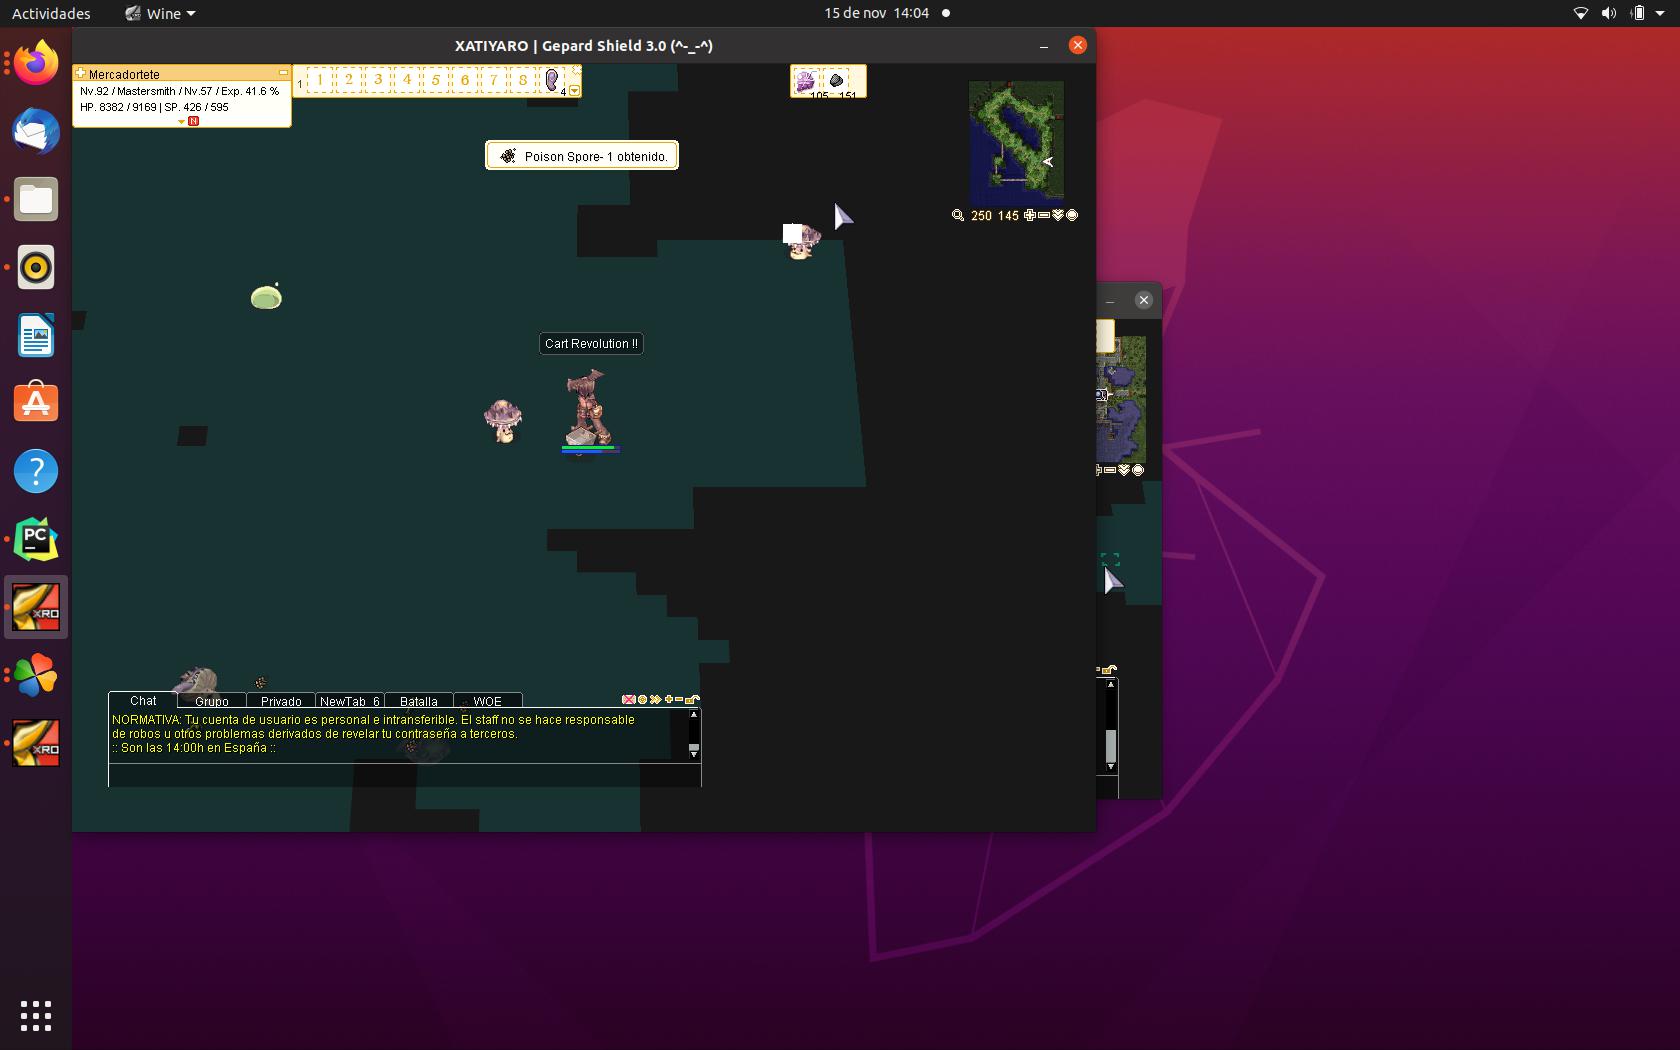 Actividades
Wine
15 de nov 14:04
XATIYARO | Gepard Shield 3.0 (^-_-^)
Mercadortete
Nv.92 / Mastersmith / Nv.57 / Exp. 41.6 %
HP. 8382 / 9169 | SP. 426 / 595
N
1 1 2 3 4 5 6 7 8 4
105 151
Poison Spore- 1 obtenido.
250 145
Cart Revolution !!
PC
XRO
XRO
Chat Grupo Privado NewTab_6 Batalla WOE
NORMATIVA: Tu cuenta de usuario es personal e intransferible. El staff no se hace responsable
de robos u otros problemas derivados de revelar tu contraseña a terceros.
:: Son las 14:00h en España ::